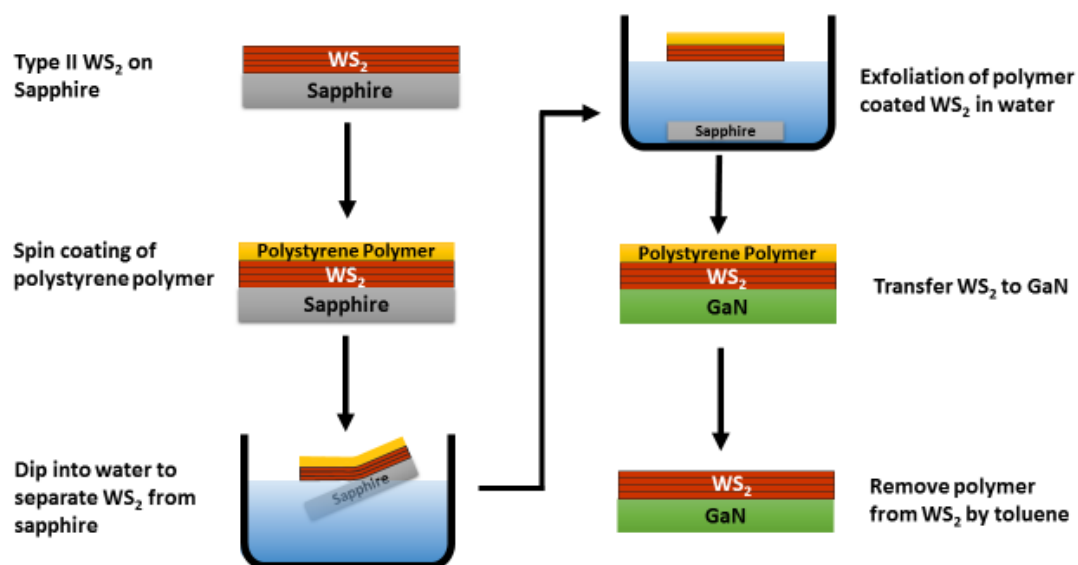 Type II WS₂ on
Sapphire
WS₂
Sapphire
Spin coating of
polystyrene polymer
Polystyrene Polymer
WS₂
Sapphire
Dip into water to
separate WS₂ from
sapphire
Sapphire
Sapphire
Exfoliation of polymer
coated WS₂ in water
Polystyrene Polymer
WS₂
GaN
Transfer WS₂ to GaN
WS₂
GaN
Remove polymer
from WS₂ by toluene